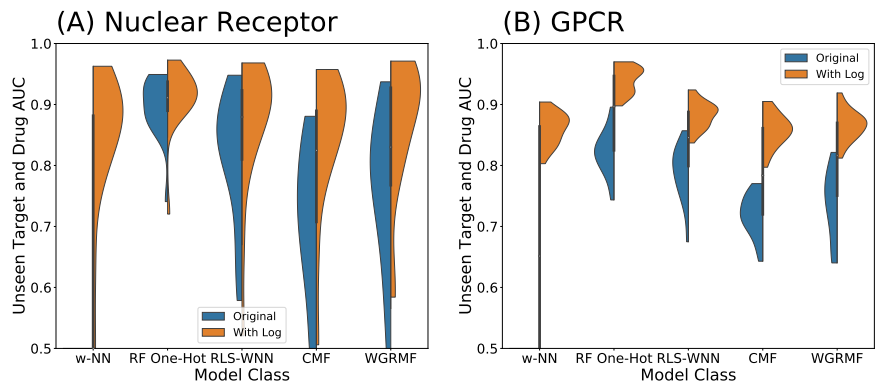 (A) Nuclear Receptor
Unseen Target and Drug AUC
1.0
0.9
0.8
0.7
0.6
0.5
Original
With Log
w-NN RF One-Hot RLS-WNN CMF WGRMF
Model Class
(B) GPCR
Unseen Target and Drug AUC
1.0
0.9
0.8
0.7
0.6
0.5
Original
With Log
w-NN RF One-Hot RLS-WNN CMF WGRMF
Model Class